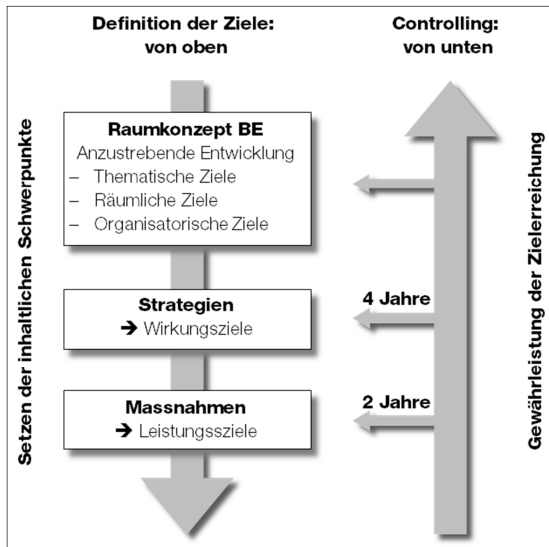 Definition der Ziele:
von oben
Controlling:
von unten
Setzen der inhaltlichen Schwerpunkte
Raumkonzept BE
Anzustrebende Entwicklung
– Thematische Ziele
– Räumliche Ziele
– Organisatorische Ziele
Strategien
➔ Wirkungsziele
4 Jahre
Massnahmen
➔ Leistungssziele
2 Jahre
Gewährleistung der Zielerreichung